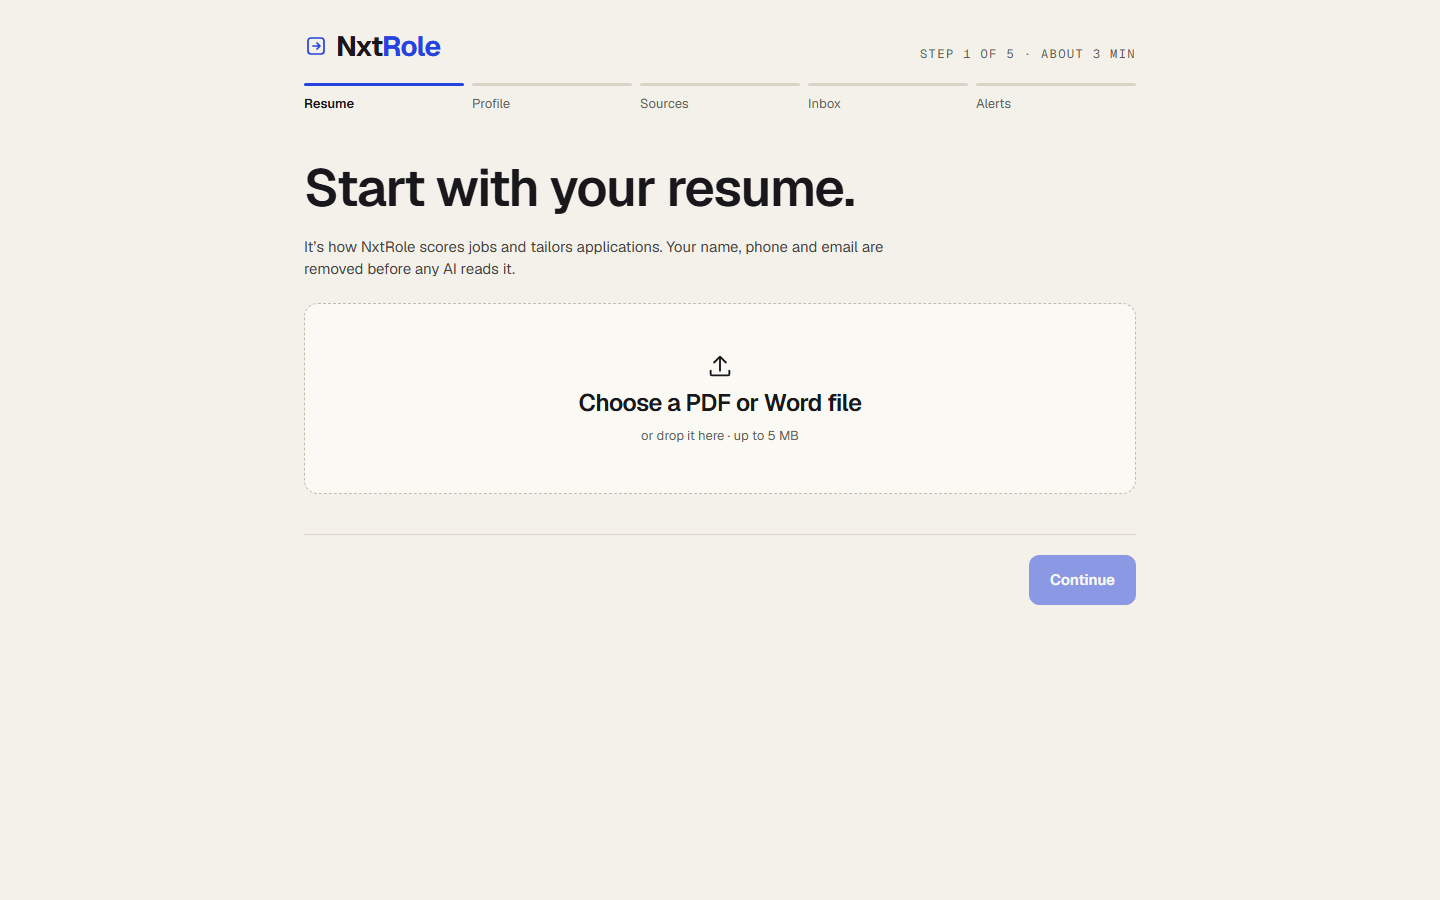 NxtRole
STEP 1 OF 5 · ABOUT 3 MIN
Resume
Profile
Sources
Inbox
Alerts
Start with your resume.
It’s how NxtRole scores jobs and tailors applications. Your name, phone and email are
removed before any AI reads it.
Choose a PDF or Word file
or drop it here · up to 5 MB
Continue